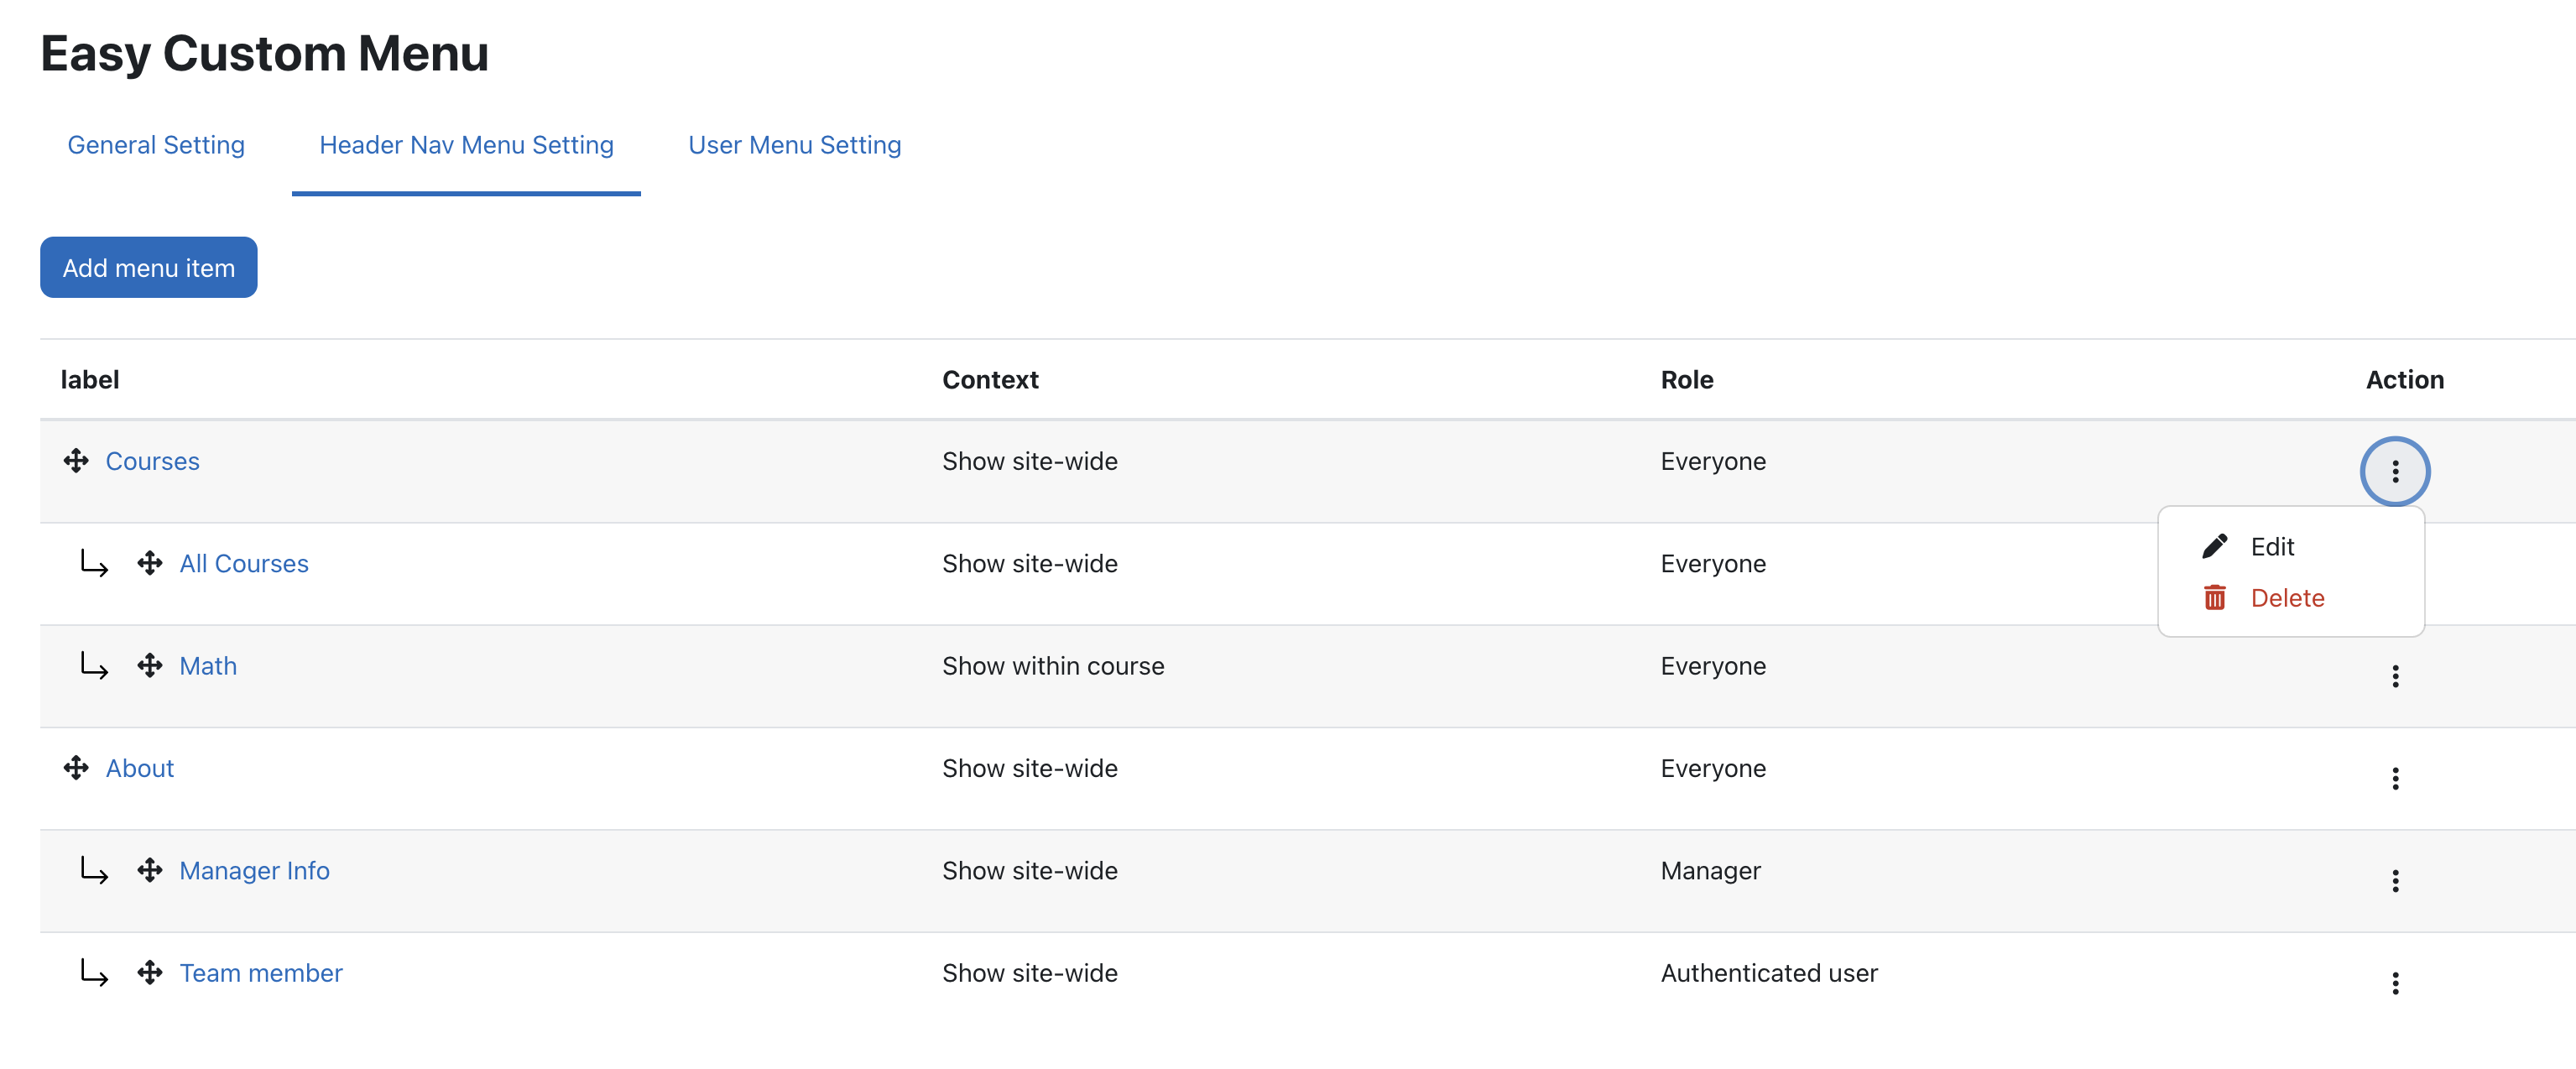 Easy Custom Menu
General Setting Header Nav Menu Setting User Menu Setting
Add menu item
label Context Role Action
Courses Show site-wide Everyone
Edit
All Courses Show site-wide Everyone
Delete
Math Show within course Everyone
About Show site-wide Everyone
Manager Info Show site-wide Manager
Team member Show site-wide Authenticated user